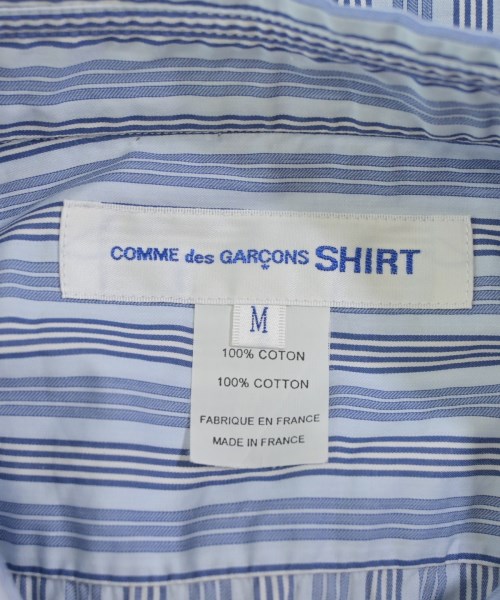 COMME des GARÇONS SHIRT
M
100% COTON
100% COTTON
FABRIQUE EN FRANCE
MADE IN FRANCE